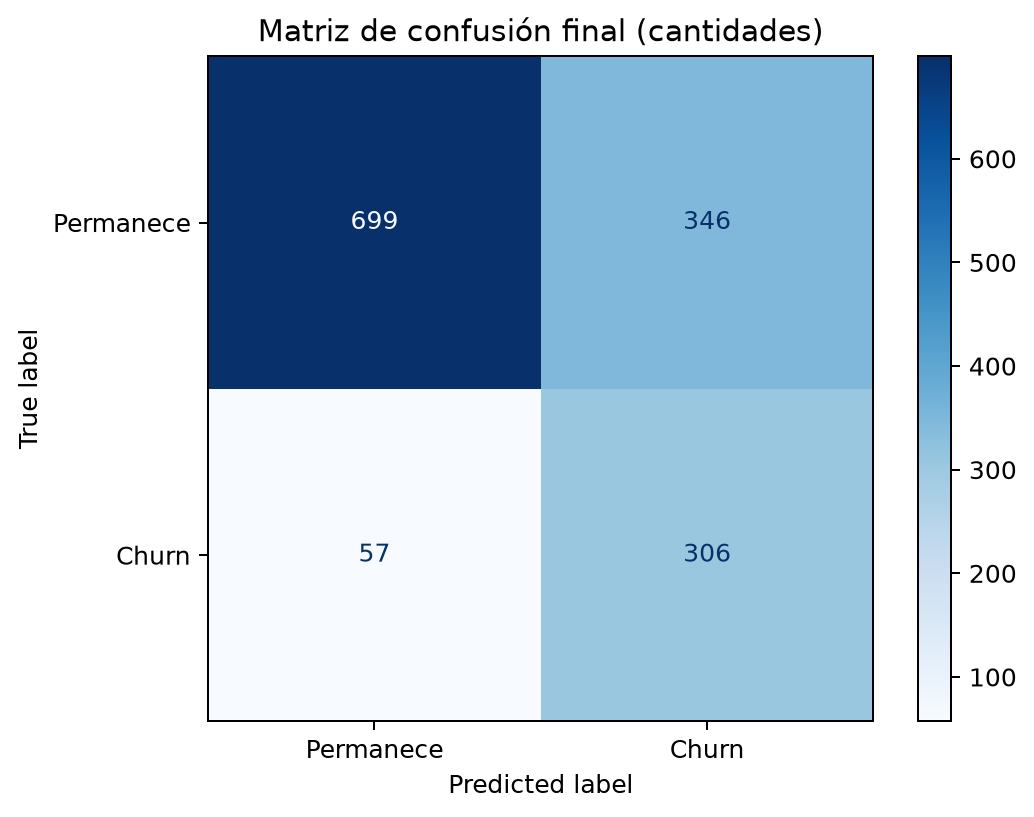 Matriz de confusión final (cantidades)
True label
Permanece
Churn
699
346
57
306
Permanece
Churn
Predicted label
600
500
400
300
200
100